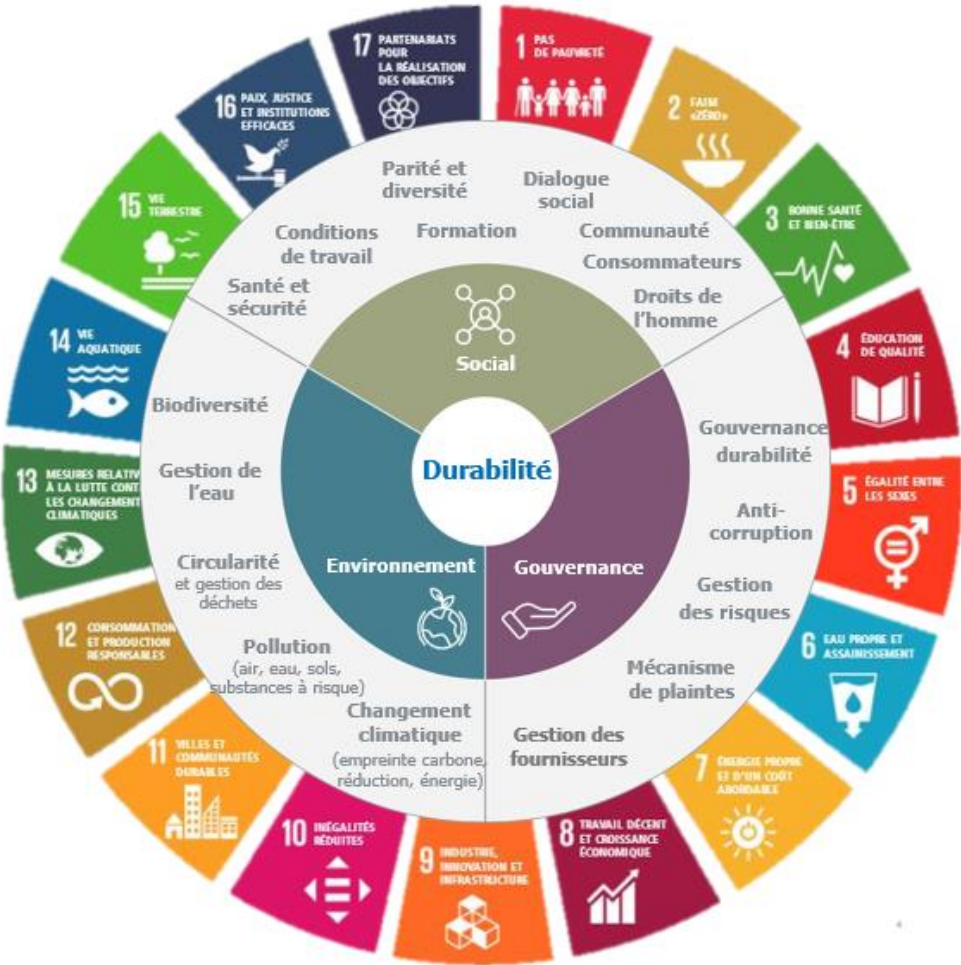 17 PARTENARIATS
POUR
LA RÉALISATION
DES OBJECTIFS
1 PAS
DE PAUVRETÉ
2 FAIM
«ZÉRO»
3 BONNE SANTÉ
ET BIEN-ÊTRE
4 ÉDUCATION
DE QUALITÉ
5 ÉGALITÉ ENTRE
LES SEXES
6 EAU PROPRE ET
ASSAINISSEMENT
7 ÉNERGIE PROPRE
ET D'UN COÛT
ABORDABLE
8 TRAVAIL DÉCENT
ET CROISSANCE
ÉCONOMIQUE
9 INDUSTRIE,
INNOVATION ET
INFRASTRUCTURE
10 INÉGALITÉS
RÉDUITES
11 VILLES ET
COMMUNAUTÉS
DURABLES
12 CONSOMMATION
ET PRODUCTION
RESPONSABLES
13 MESURES RELATIV
À LA LUTTE CONT
LES CHANGEMENT
CLIMATIQUES
14 VIE
AQUATIQUE
15 VIE
TERRESTRE
16 PAIX, JUSTICE
ET INSTITUTIONS
EFFICACES
Parité et
diversité
Dialogue
social
Conditions
de travail
Formation
Communauté
Consommateurs
Santé et
sécurité
Droits de
l'homme
Social
Biodiversité
Gestion de
l'eau
Circularité
et gestion des
déchets
Pollution
(air, eau, sols,
substances à risque)
Changement
climatique
(empreinte carbone,
réduction, énergie)
Durabilité
Environnement
Gouvernance
Gouvernance
durabilité
Anti-
corruption
Gestion
des risques
Mécanisme
de plaintes
Gestion des
fournisseurs